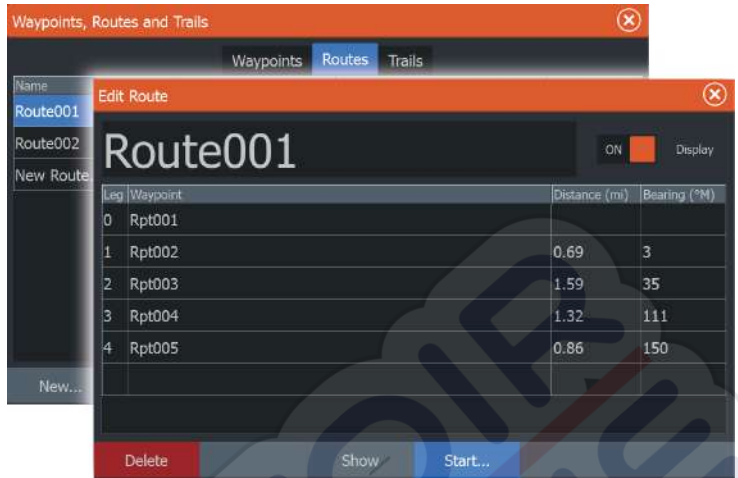 Waypoints, Routes and Trails
Waypoints Routes Trails
Name
Route001
Route002
New Route
New...
Edit Route
Route001 ON Display
Leg Waypoint Distance (mi) Bearing (°M)
0 Rpt001
1 Rpt002 0.69 3
2 Rpt003 1.59 35
3 Rpt004 1.32 111
4 Rpt005 0.86 150
Delete Show Start...